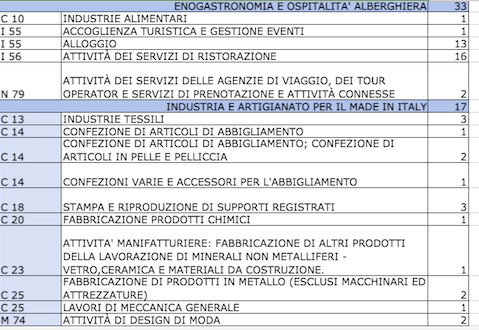 ENOGASTRONOMIA E OSPITALITA' ALBERGHIERA 33
C 10 INDUSTRIE ALIMENTARI 1
I 55 ACCOGLIENZA TURISTICA E GESTIONE EVENTI 1
I 55 ALLOGGIO 13
I 56 ATTIVITÀ DEI SERVIZI DI RISTORAZIONE 16
ATTIVITÀ DEI SERVIZI DELLE AGENZIE DI VIAGGIO, DEI TOUR
N 79 OPERATOR E SERVIZI DI PRENOTAZIONE E ATTIVITÀ CONNESSE 2
INDUSTRIA E ARTIGIANATO PER IL MADE IN ITALY 17
C 13 INDUSTRIE TESSILI 3
C 14 CONFEZIONE DI ARTICOLI DI ABBIGLIAMENTO 1
CONFEZIONE DI ARTICOLI DI ABBIGLIAMENTO; CONFEZIONE DI
C 14 ARTICOLI IN PELLE E PELLICCIA 2
C 14 CONFEZIONI VARIE E ACCESSORI PER L'ABBIGLIAMENTO 1
C 18 STAMPA E RIPRODUZIONE DI SUPPORTI REGISTRATI 3
C 20 FABBRICAZIONE PRODOTTI CHIMICI 1
ATTIVITA' MANIFATTURIERE: FABBRICAZIONE DI ALTRI PRODOTTI
DELLA LAVORAZIONE DI MINERALI NON METALLIFERI -
C 23 VETRO,CERAMICA E MATERIALI DA COSTRUZIONE. 1
FABBRICAZIONE DI PRODOTTI IN METALLO (ESCLUSI MACCHINARI ED
C 25 ATTREZZATURE) 2
C 25 LAVORI DI MECCANICA GENERALE 1
M 74 ATTIVITÀ DI DESIGN DI MODA 2